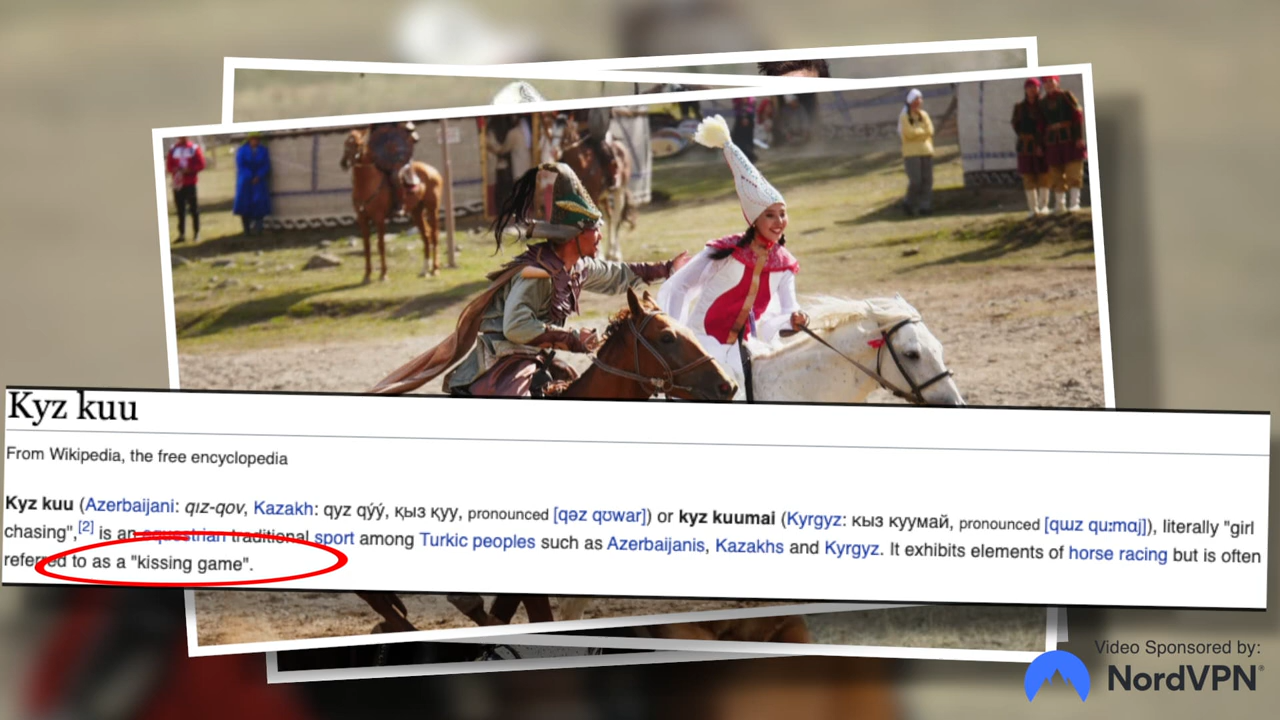 Kyz kuu
From Wikipedia, the free encyclopedia
Kyz kuu (Azerbaijani: qız-qov, Kazakh: qyz qýý, қыз қуу, pronounced [qəz qʊwar]) or kyz kuumai (Kyrgyz: кыз куумай, pronounced [qɯz quːmɑj]), literally "girl
chasing",[2] is an equestrian traditional sport among Turkic peoples such as Azerbaijanis, Kazakhs and Kyrgyz. It exhibits elements of horse racing but is often
referred to as a "kissing game".
Video Sponsored by:
NordVPN®